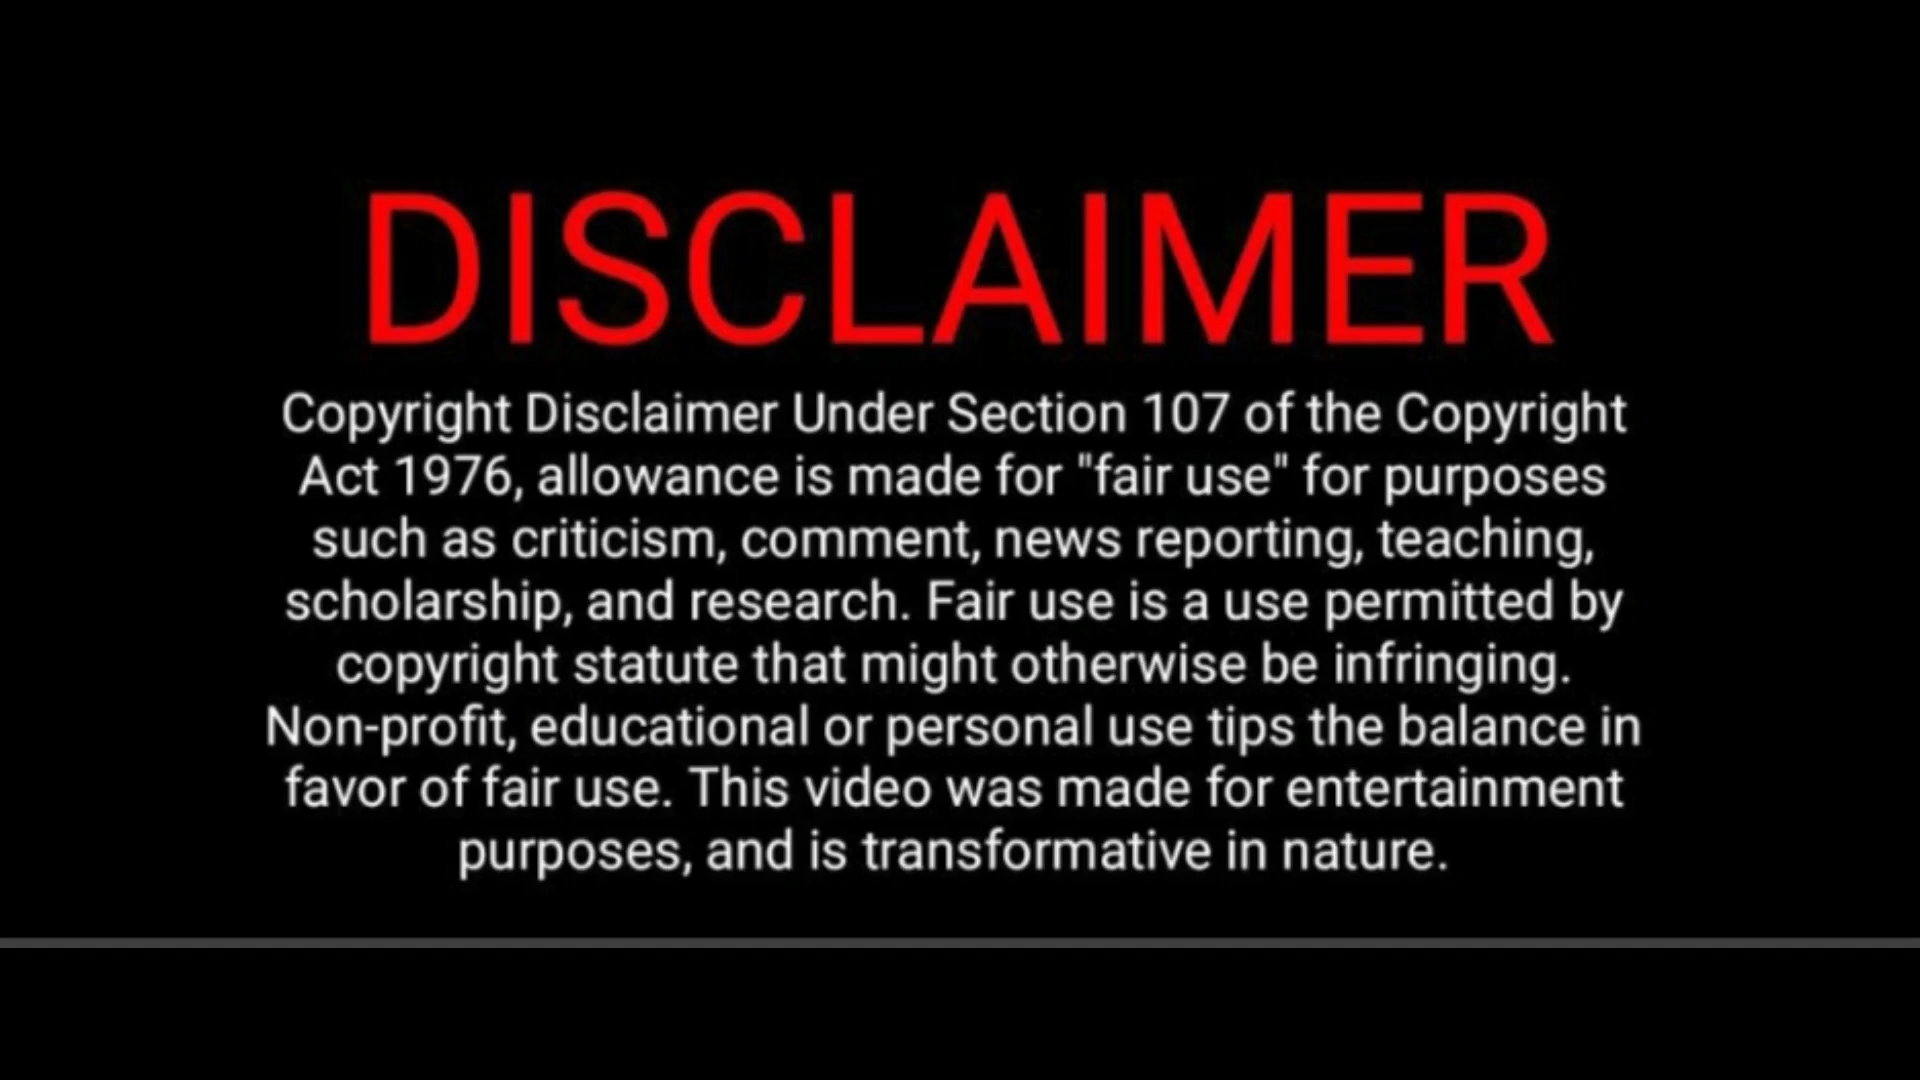 DISCLAIMER
Copyright Disclaimer Under Section 107 of the Copyright
Act 1976, allowance is made for "fair use" for purposes
such as criticism, comment, news reporting, teaching,
scholarship, and research. Fair use is a use permitted by
copyright statute that might otherwise be infringing.
Non-profit, educational or personal use tips the balance in
favor of fair use. This video was made for entertainment
purposes, and is transformative in nature.